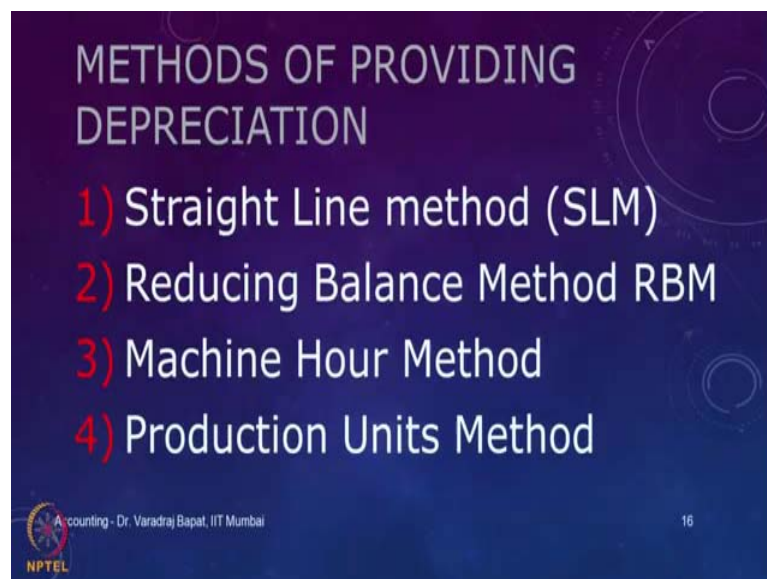 METHODS OF PROVIDING
DEPRECIATION
1) Straight Line method (SLM)
2) Reducing Balance Method RBM
3) Machine Hour Method
4) Production Units Method
Accounting - Dr. Varadraj Bapat, IIT Mumbai
16
NPTEL